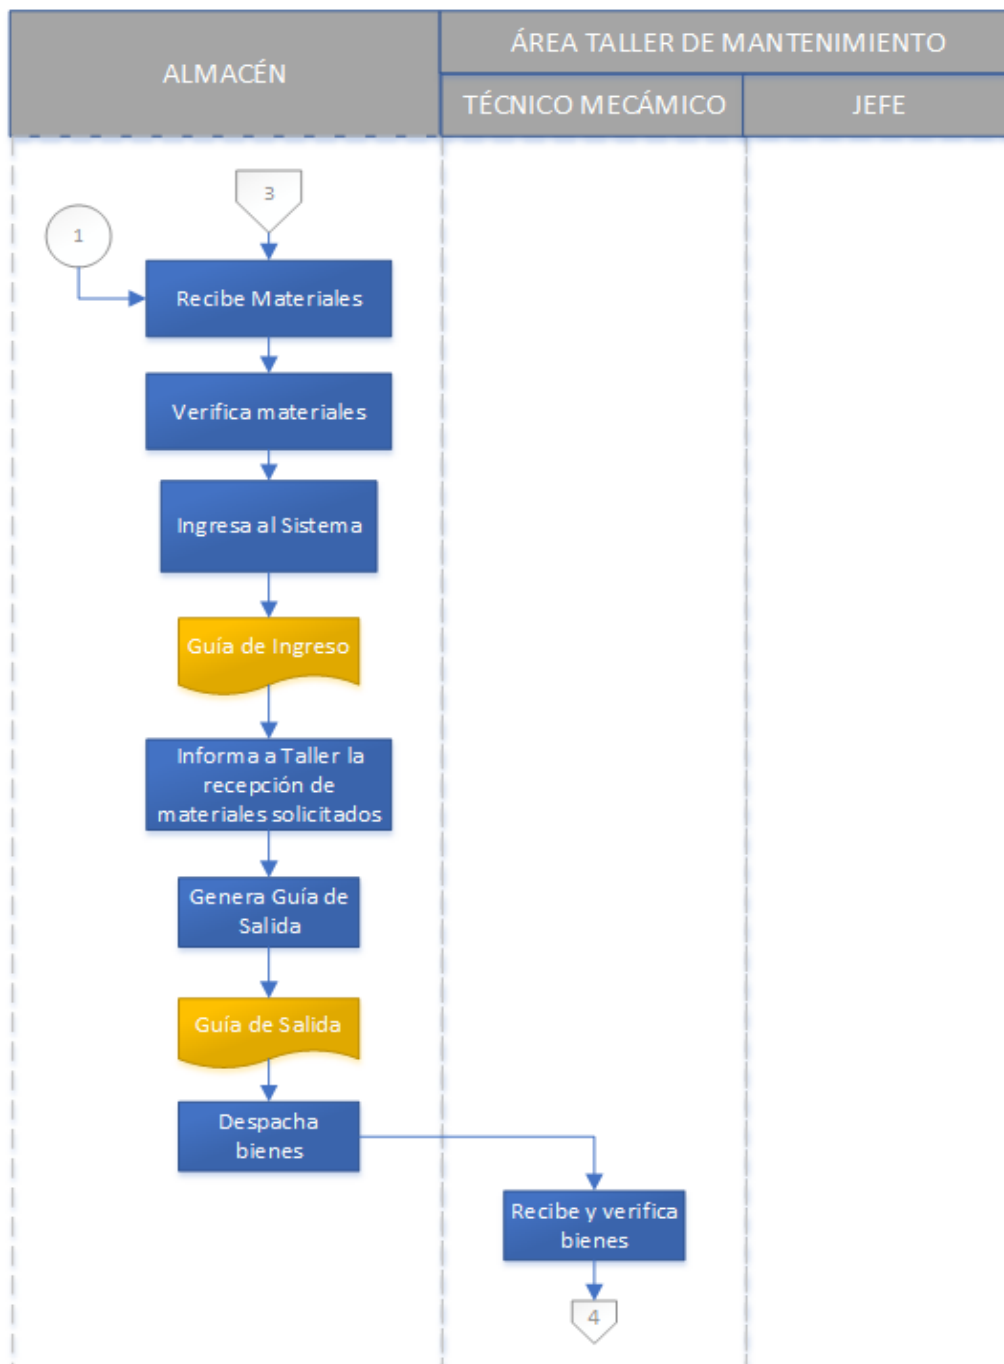 ALMACÉN
ÁREA TALLER DE MANTENIMIENTO
TÉCNICO MECÁMICO
JEFE
3
1
Recibe Materiales
Verifica materiales
Ingresa al Sistema
Guía de Ingreso
Informa a Taller la
recepción de
materiales solicitados
Genera Guía de
Salida
Guía de Salida
Despacha
bienes
Recibe y verifica
bienes
4